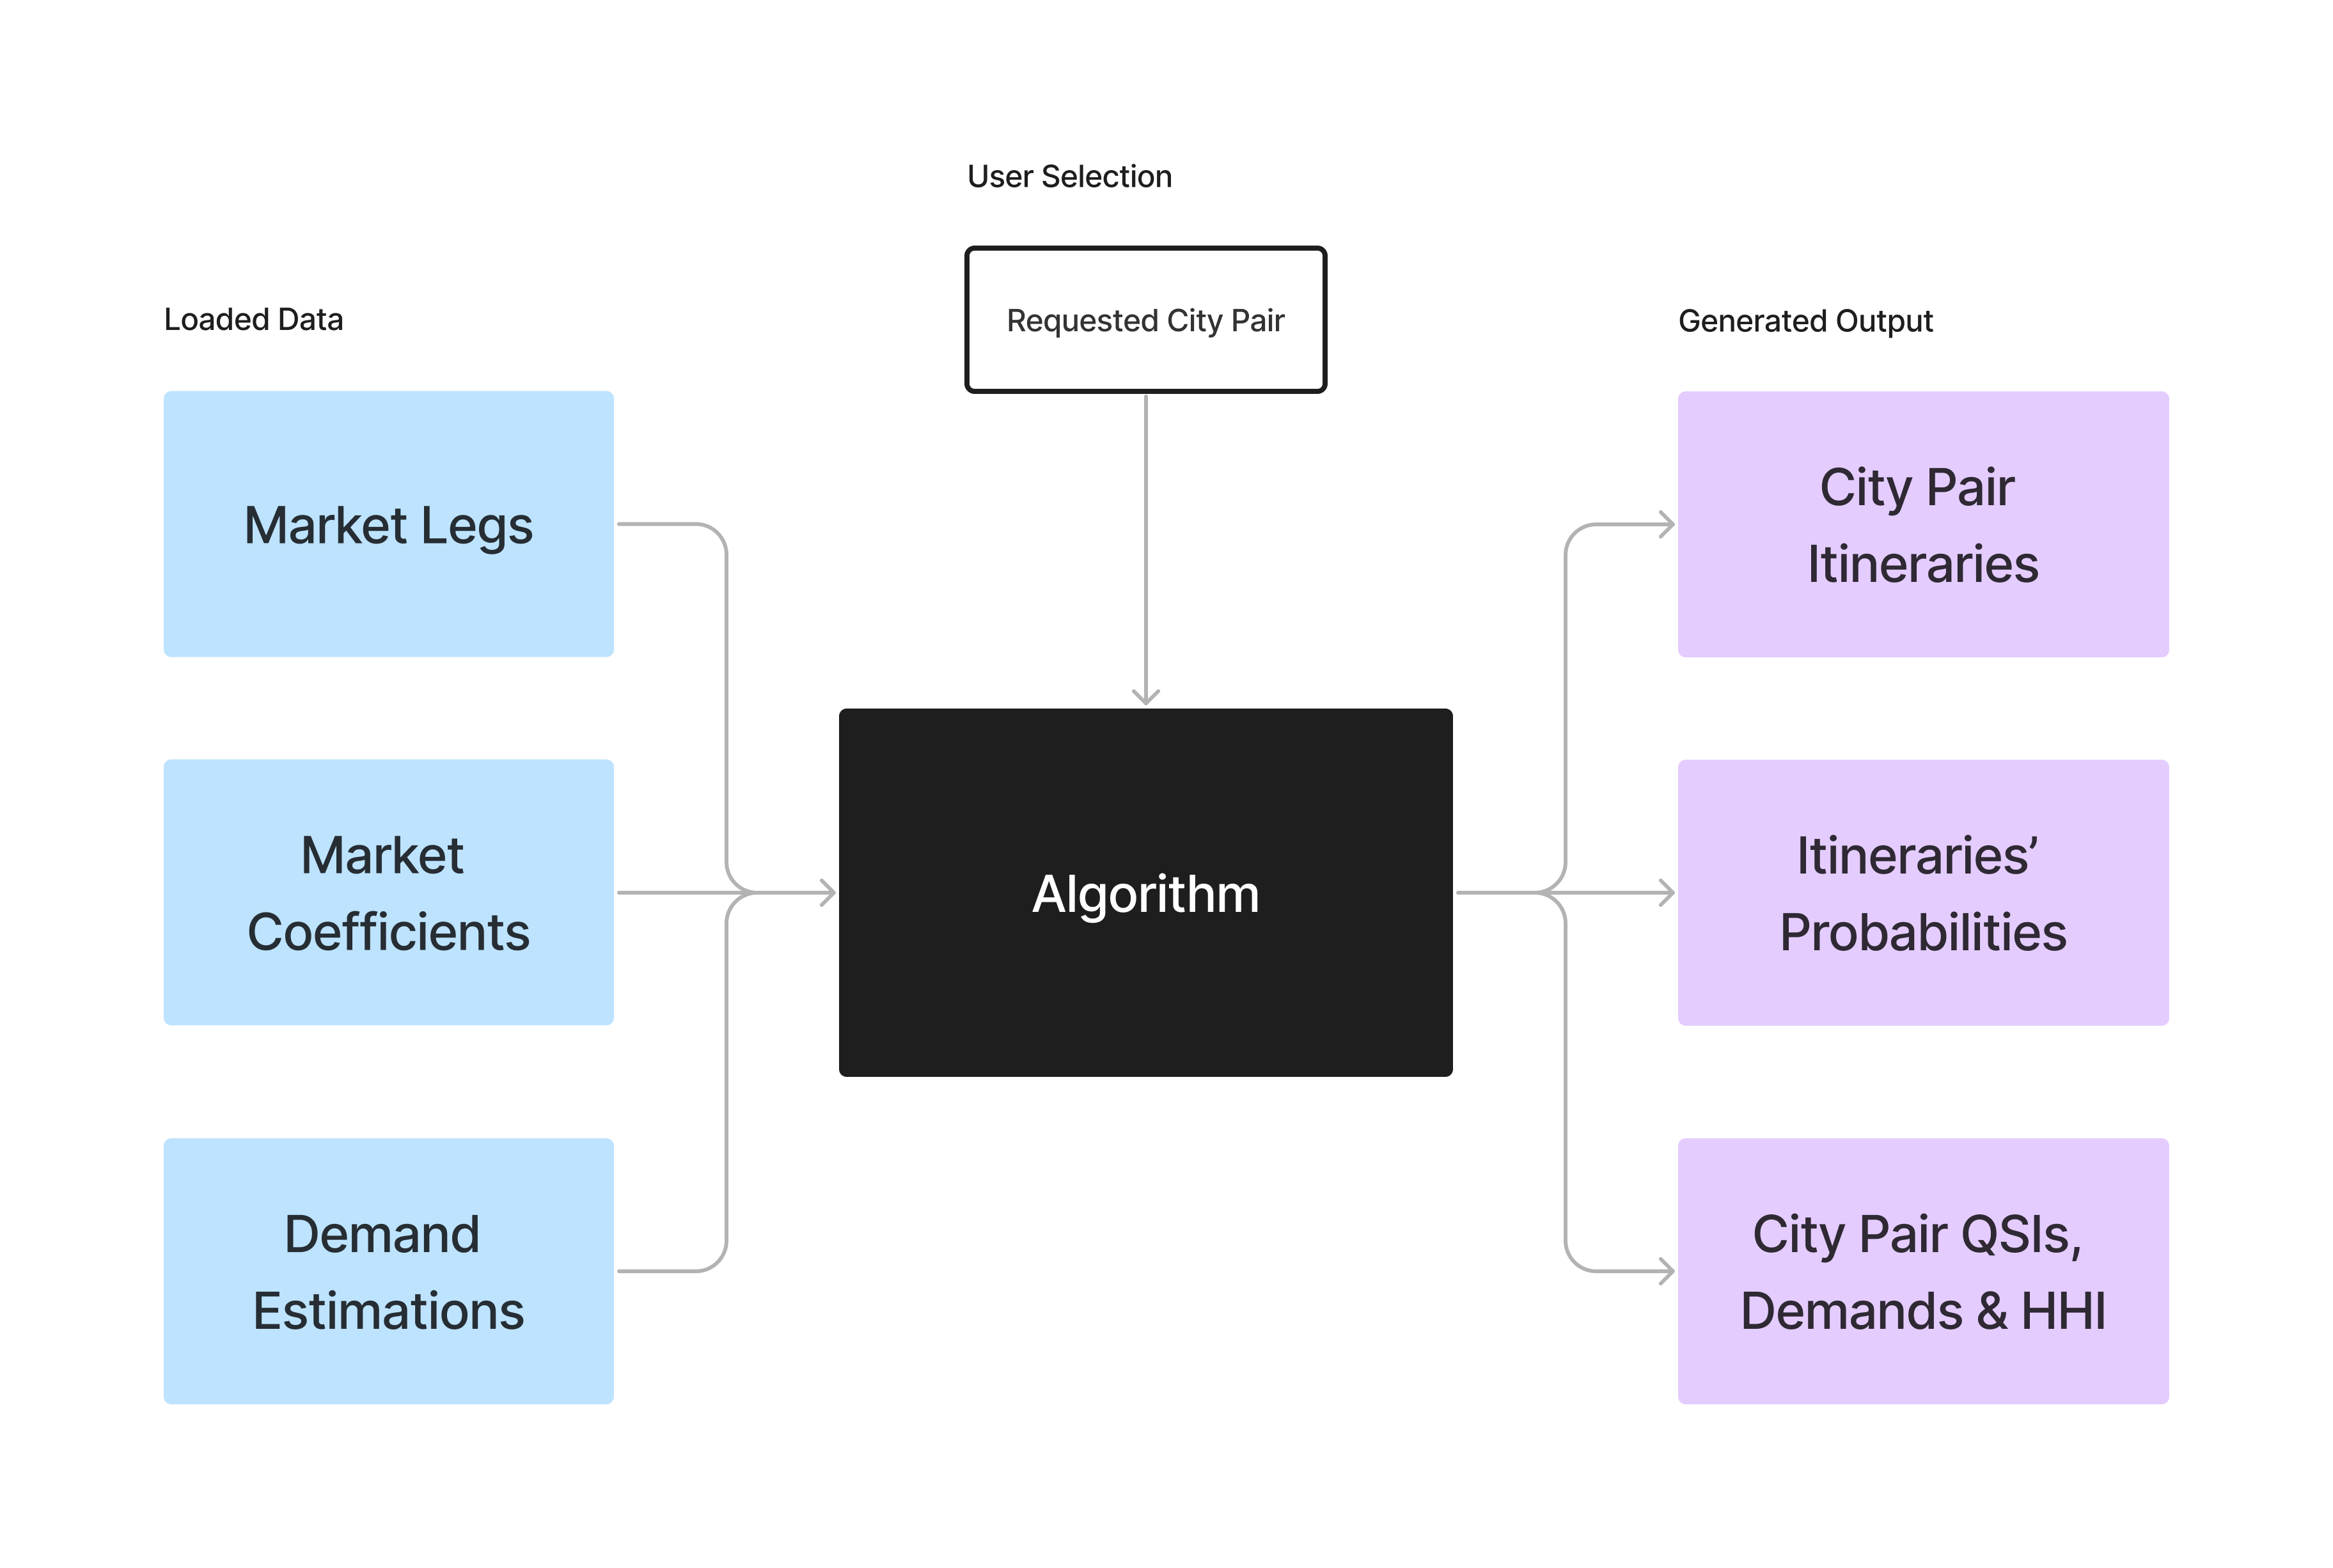 User Selection
Requested City Pair
Loaded Data
Market Legs
Market
Coefficients
Demand
Estimations
Algorithm
Generated Output
City Pair
Itineraries
Itineraries’
Probabilities
City Pair QSIs,
Demands & HHI